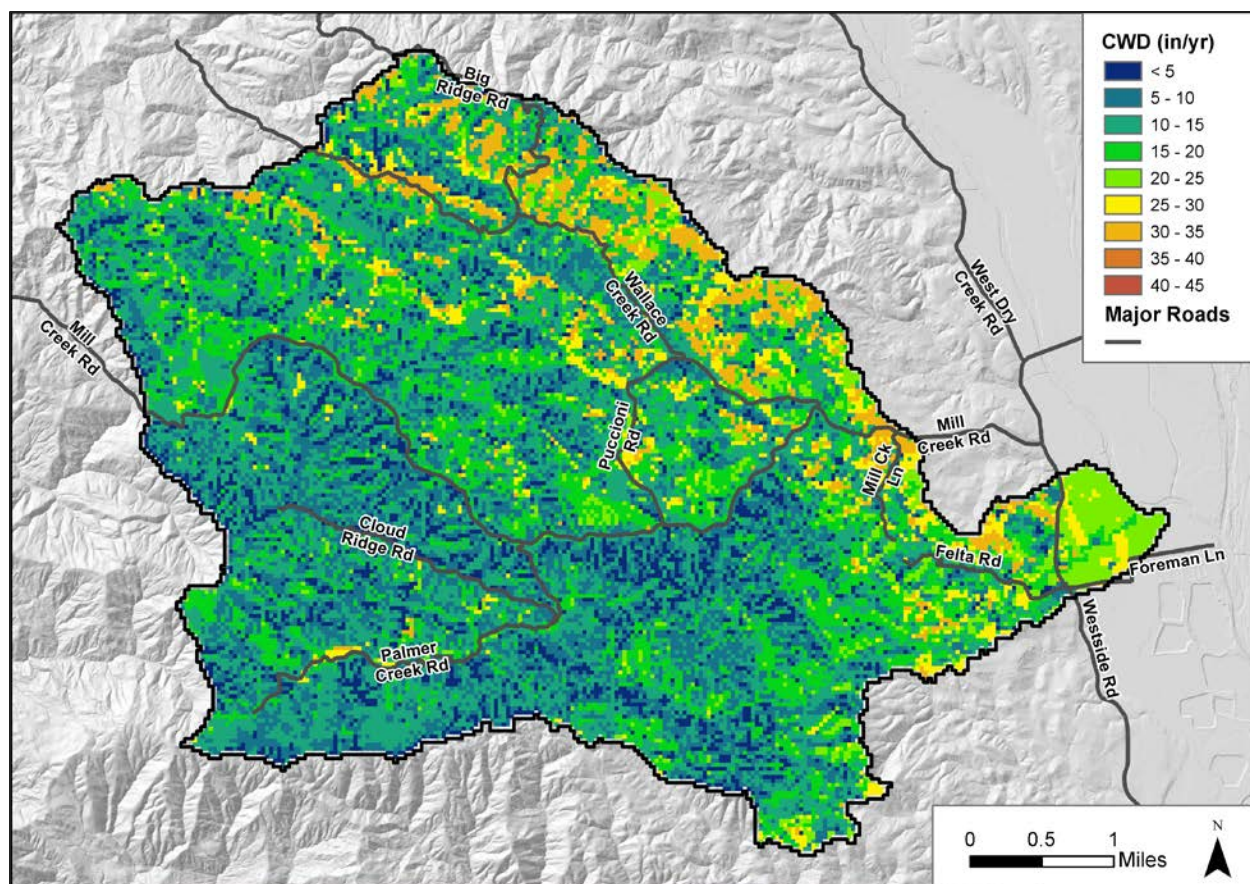 CWD (in/yr)
< 5
5 - 10
10 - 15
15 - 20
20 - 25
25 - 30
30 - 35
35 - 40
40 - 45
Major Roads
Big
Ridge Rd
West Dry
Creek Rd
Wallace
Creek Rd
Mill
Creek Rd
Puccioni
Rd
Mill
Creek Rd
Mill Ck
Ln
Cloud
Ridge Rd
Felta Rd
Foreman Ln
Palmer
Creek Rd
Westside Rd
0 0.5 1
Miles
N